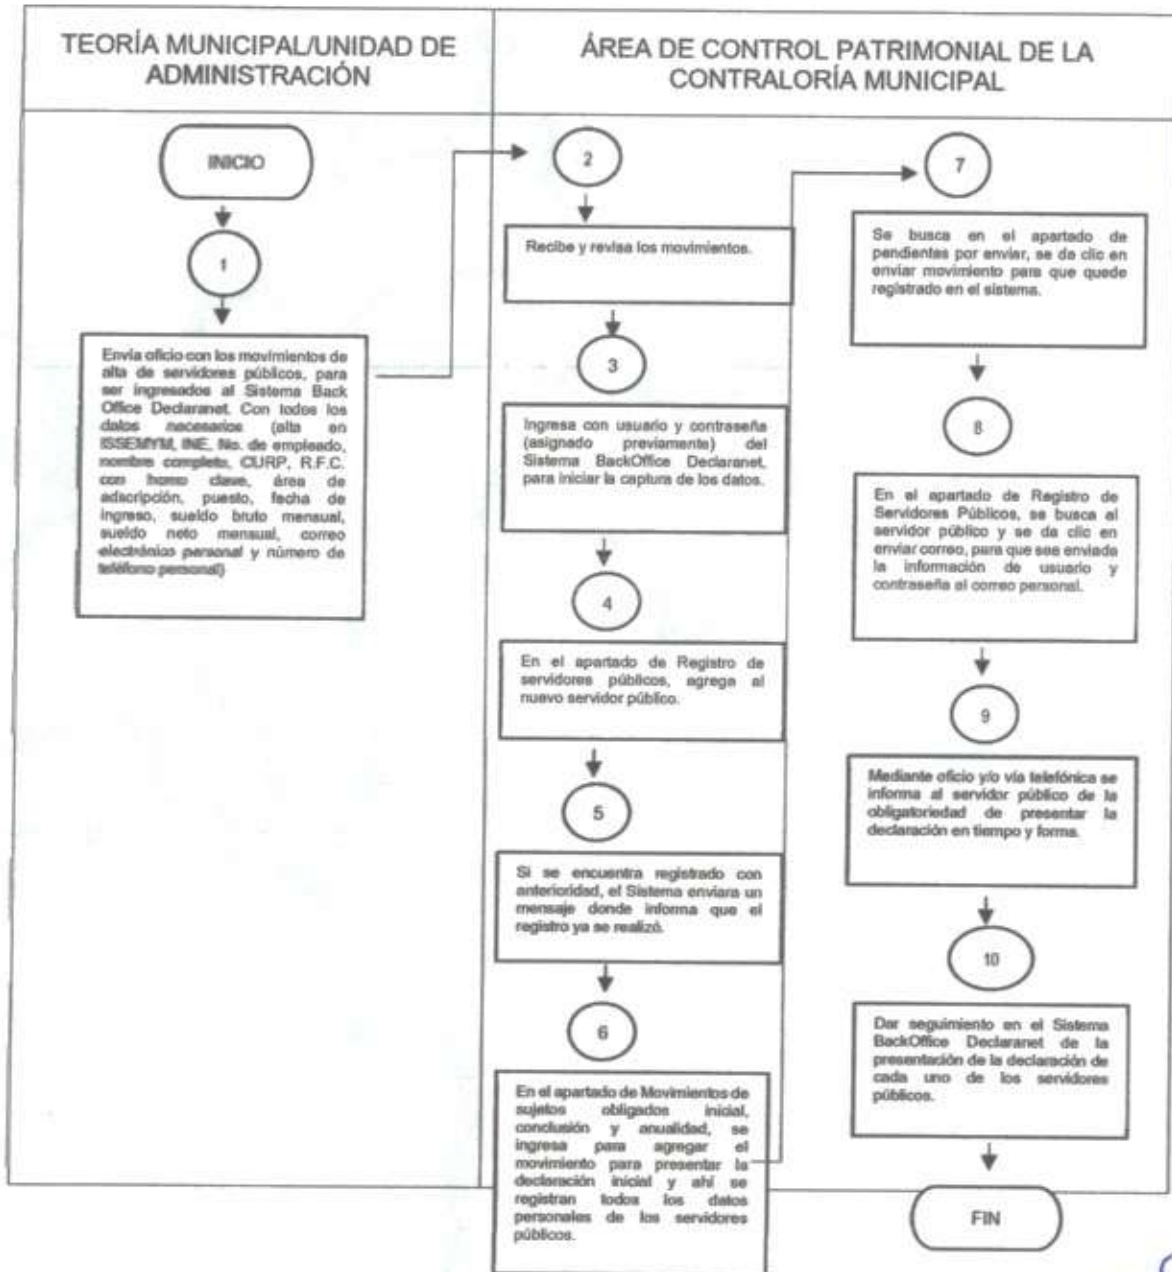 TEORÍA MUNICIPAL/UNIDAD DE
ADMINISTRACIÓN
ÁREA DE CONTROL PATRIMONIAL DE LA
CONTRALORÍA MUNICIPAL
INICIO
1
Envía oficio con los movimientos de
alta de servidores públicos, para
ser ingresados al Sistema Back
Office Declaranet. Con todos los
datos necesarios (alta en
ISSEMYM, INE, No. de empleado,
nombre completo, CURP, R.F.C.
con homo clave, área de
adscripción, puesto, fecha de
ingreso, sueldo bruto mensual,
sueldo neto mensual, correo
electrónico personal y número de
teléfono personal)
2
Recibe y revisa los movimientos.
3
Ingresa con usuario y contraseña
(asignado previamente) del
Sistema BackOffice Declaranet,
para iniciar la captura de los datos.
4
En el apartado de Registro de
servidores públicos, agrega al
nuevo servidor público.
5
Si se encuentra registrado con
anterioridad, el Sistema enviara un
mensaje donde informa que el
registro ya se realizó.
6
En el apartado de Movimientos de
sujetos obligados inicial,
conclusión y anualidad, se
ingresa para agregar el
movimiento para presentar la
declaración inicial y ahí se
registran todos los datos
personales de los servidores
públicos.
7
Se busca en el apartado de
pendientes por enviar, se da clic en
enviar movimiento para que quede
registrado en el sistema.
8
En el apartado de Registro de
Servidores Públicos, se busca al
servidor público y se da clic en
enviar correo, para que sea enviada
la información de usuario y
contraseña al correo personal.
9
Mediante oficio y/o vía telefónica se
informa al servidor público de la
obligatoriedad de presentar la
declaración en tiempo y forma.
10
Dar seguimiento en el Sistema
BackOffice Declaranet de la
presentación de la declaración de
cada uno de los servidores
públicos.
FIN